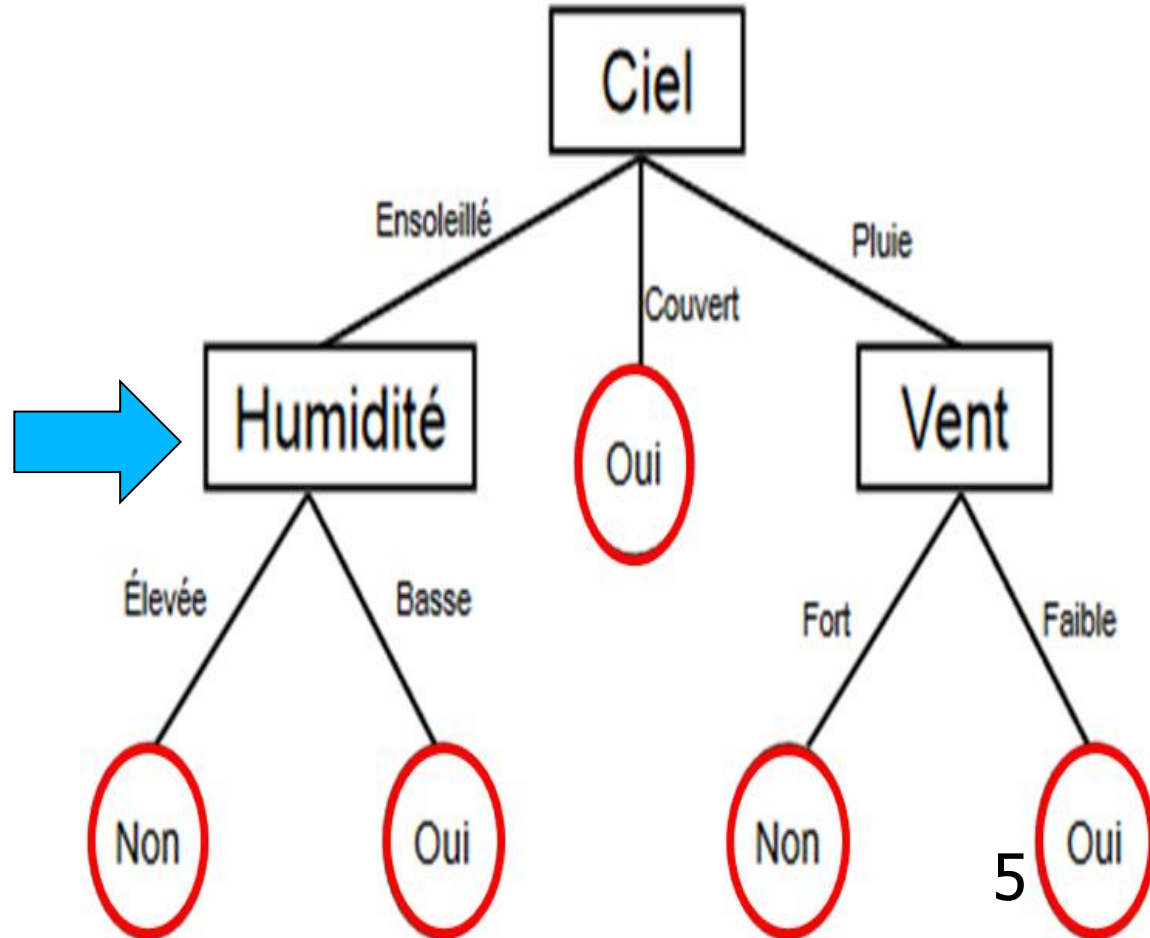 Ciel
Ensoleillé
Pluie
Couvert
Humidité
Oui
Vent
Élevée
Basse
Fort
Faible
Non
Oui
Non
5
Oui